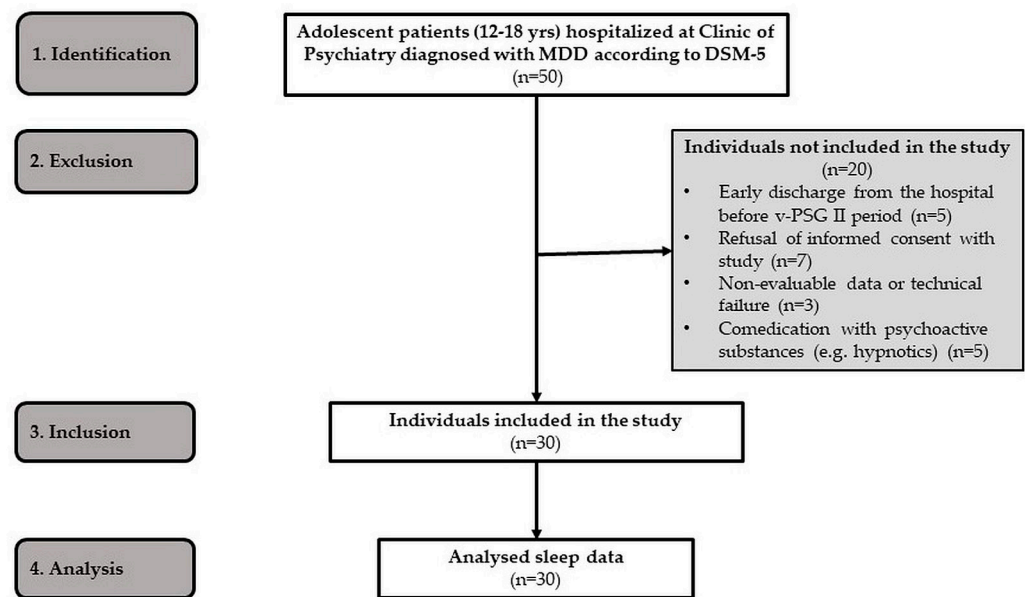 1. Identification
Adolescent patients (12-18 yrs) hospitalized at Clinic of
Psychiatry diagnosed with MDD according to DSM-5
(n=50)
2. Exclusion
Individuals not included in the study
(n=20)
• Early discharge from the hospital
before v-PSG II period (n=5)
• Refusal of informed consent with
study (n=7)
• Non-evaluable data or technical
failure (n=3)
• Comedication with psychoactive
substances (e.g. hypnotics) (n=5)
3. Inclusion
Individuals included in the study
(n=30)
4. Analysis
Analysed sleep data
(n=30)